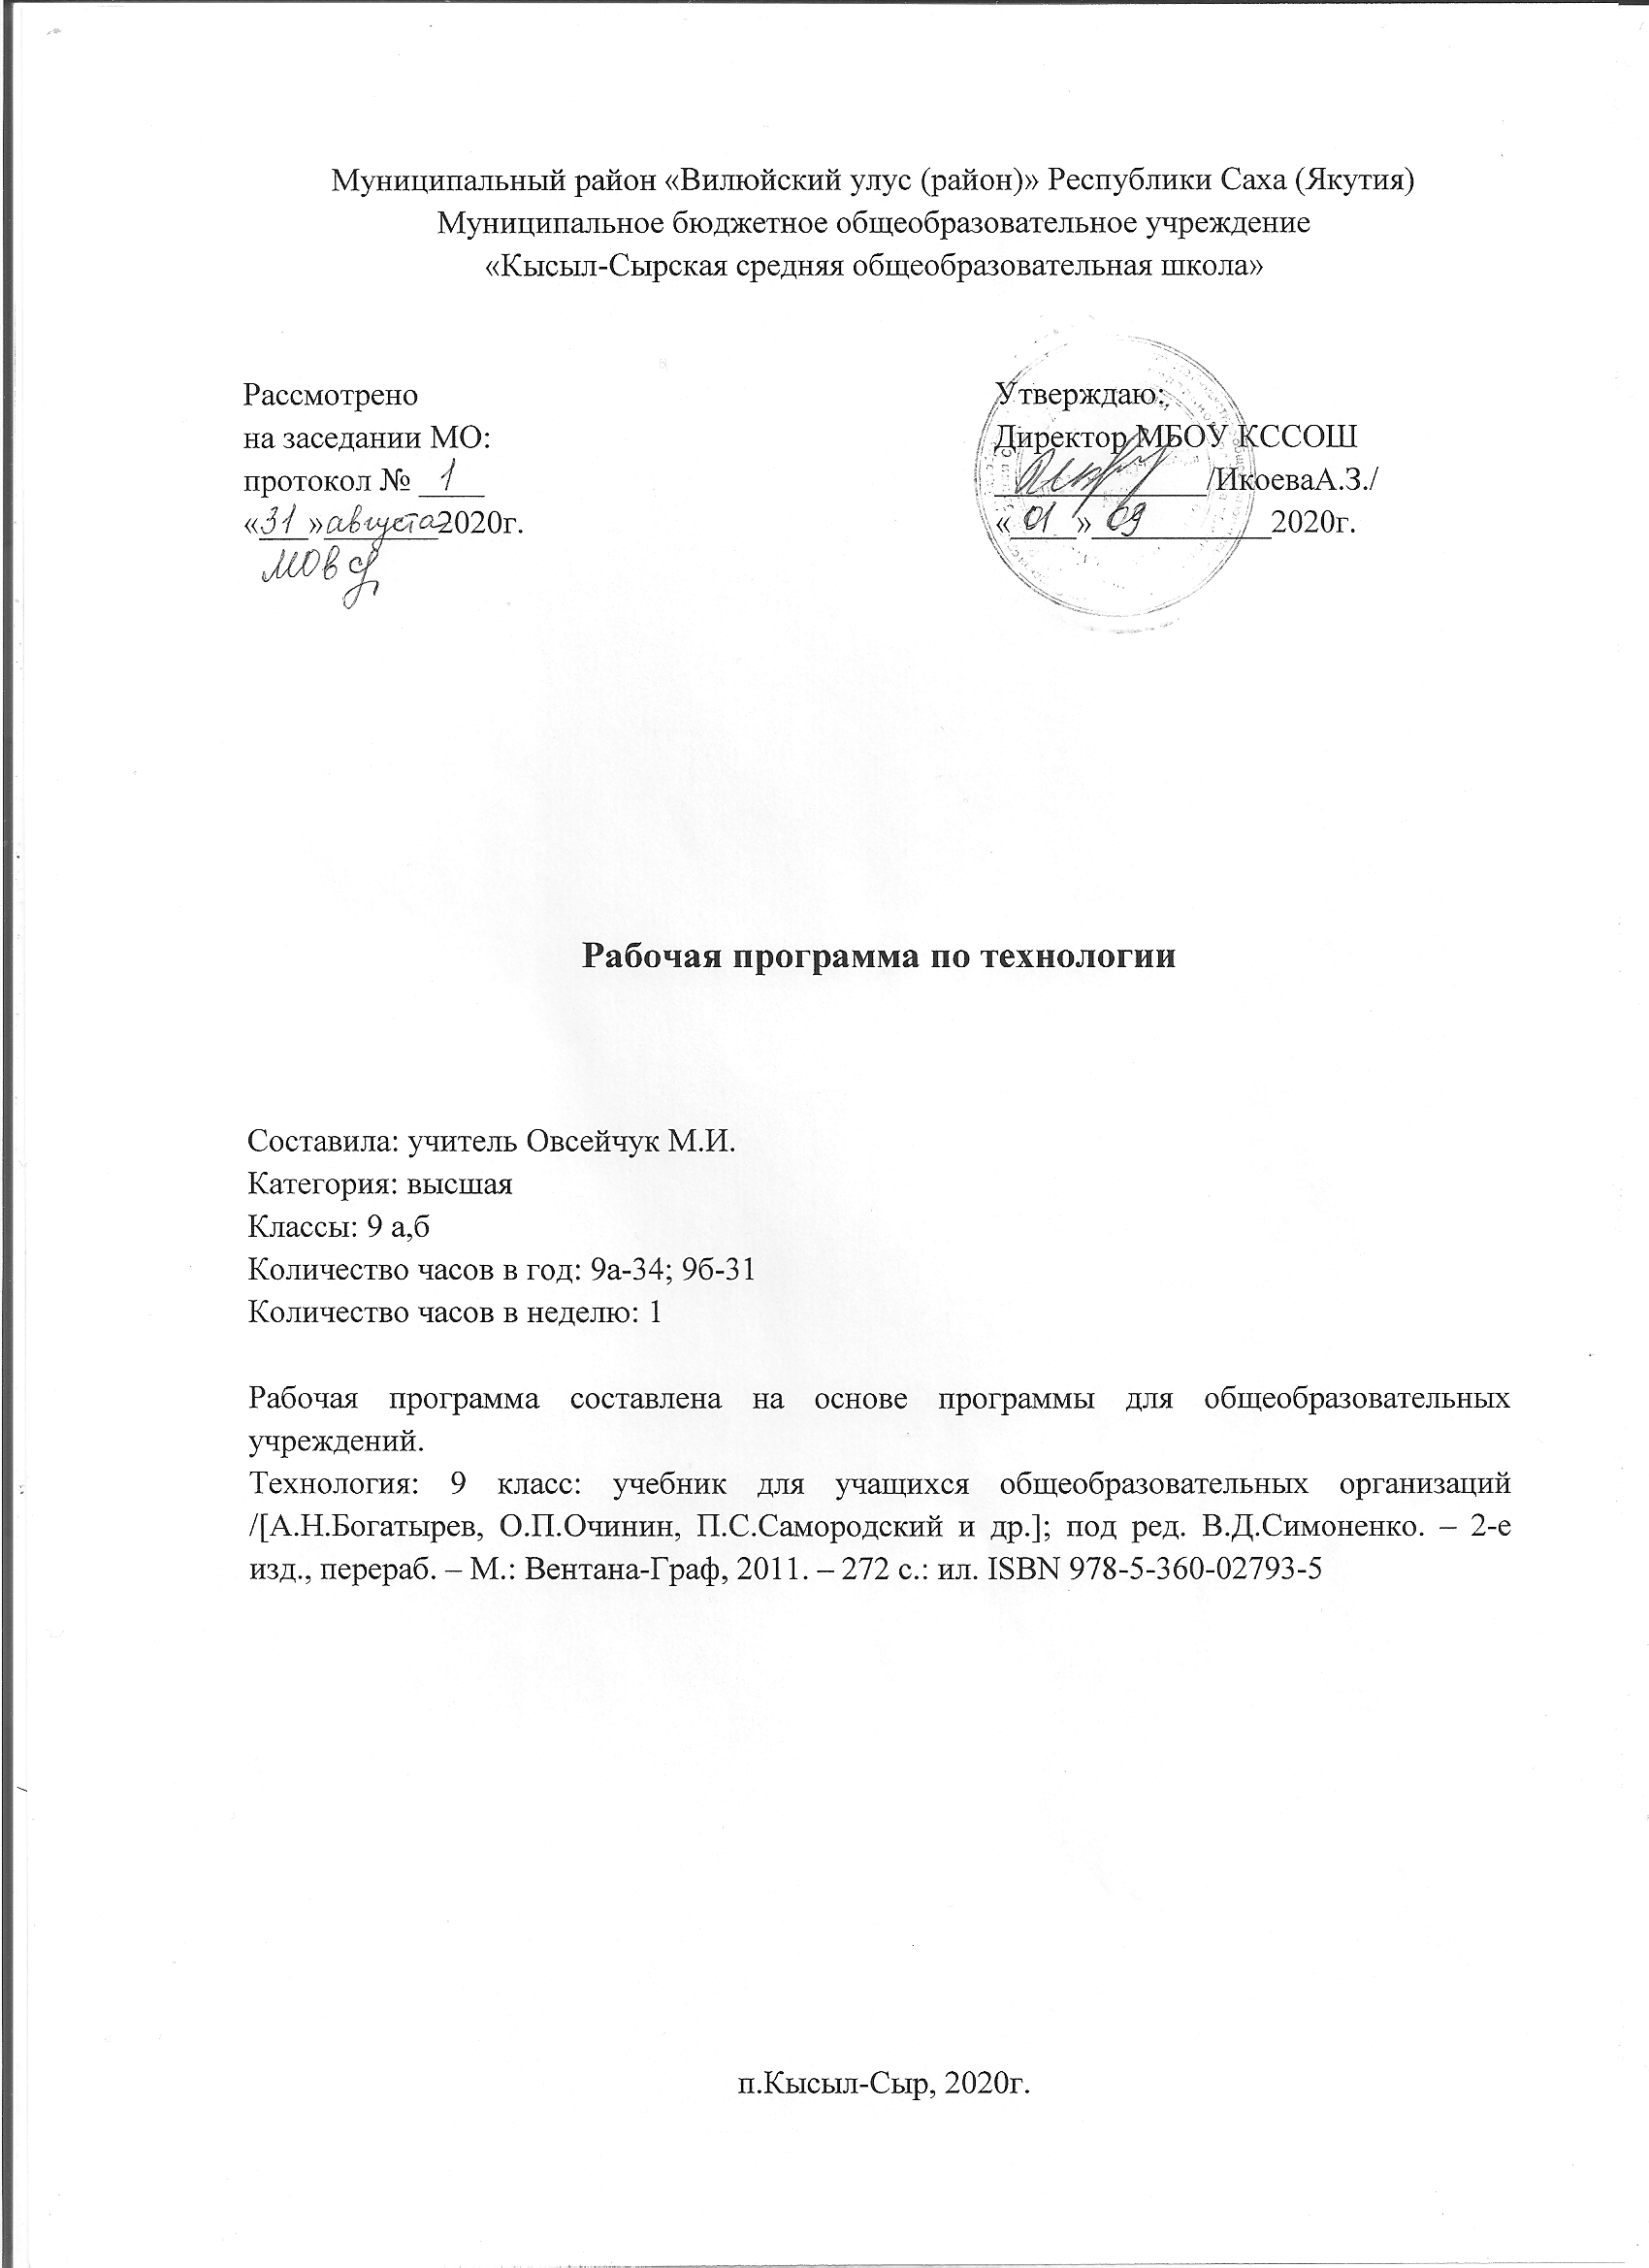 Муниципальный район «Вилюйский улус (район)» Республики Саха (Якутия)
Муниципальное бюджетное общеобразовательное учреждение
«Кысыл-Сырская средняя общеобразовательная школа»
Рассмотрено
на заседании МО:
протокол № 1
«31» августа 2020г.
Утверждаю:
Директор МБОУ КССОШ
/ИкоеваА.З./
«01» 09 2020г.
Рабочая программа по технологии
Составила: учитель Овсейчук М.И.
Категория: высшая
Классы: 9 а,б
Количество часов в год: 9а-34; 9б-31
Количество часов в неделю: 1
Рабочая программа составлена на основе программы для общеобразовательных
учреждений.
Технология: 9 класс: учебник для учащихся общеобразовательных организаций
/[А.Н.Богатырев, О.П.Очинин, П.С.Самородский и др.]; под ред. В.Д.Симоненко. – 2-е
изд., перераб. – М.: Вентана-Граф, 2011. – 272 с.: ил. ISBN 978-5-360-02793-5
п.Кысыл-Сыр, 2020г.